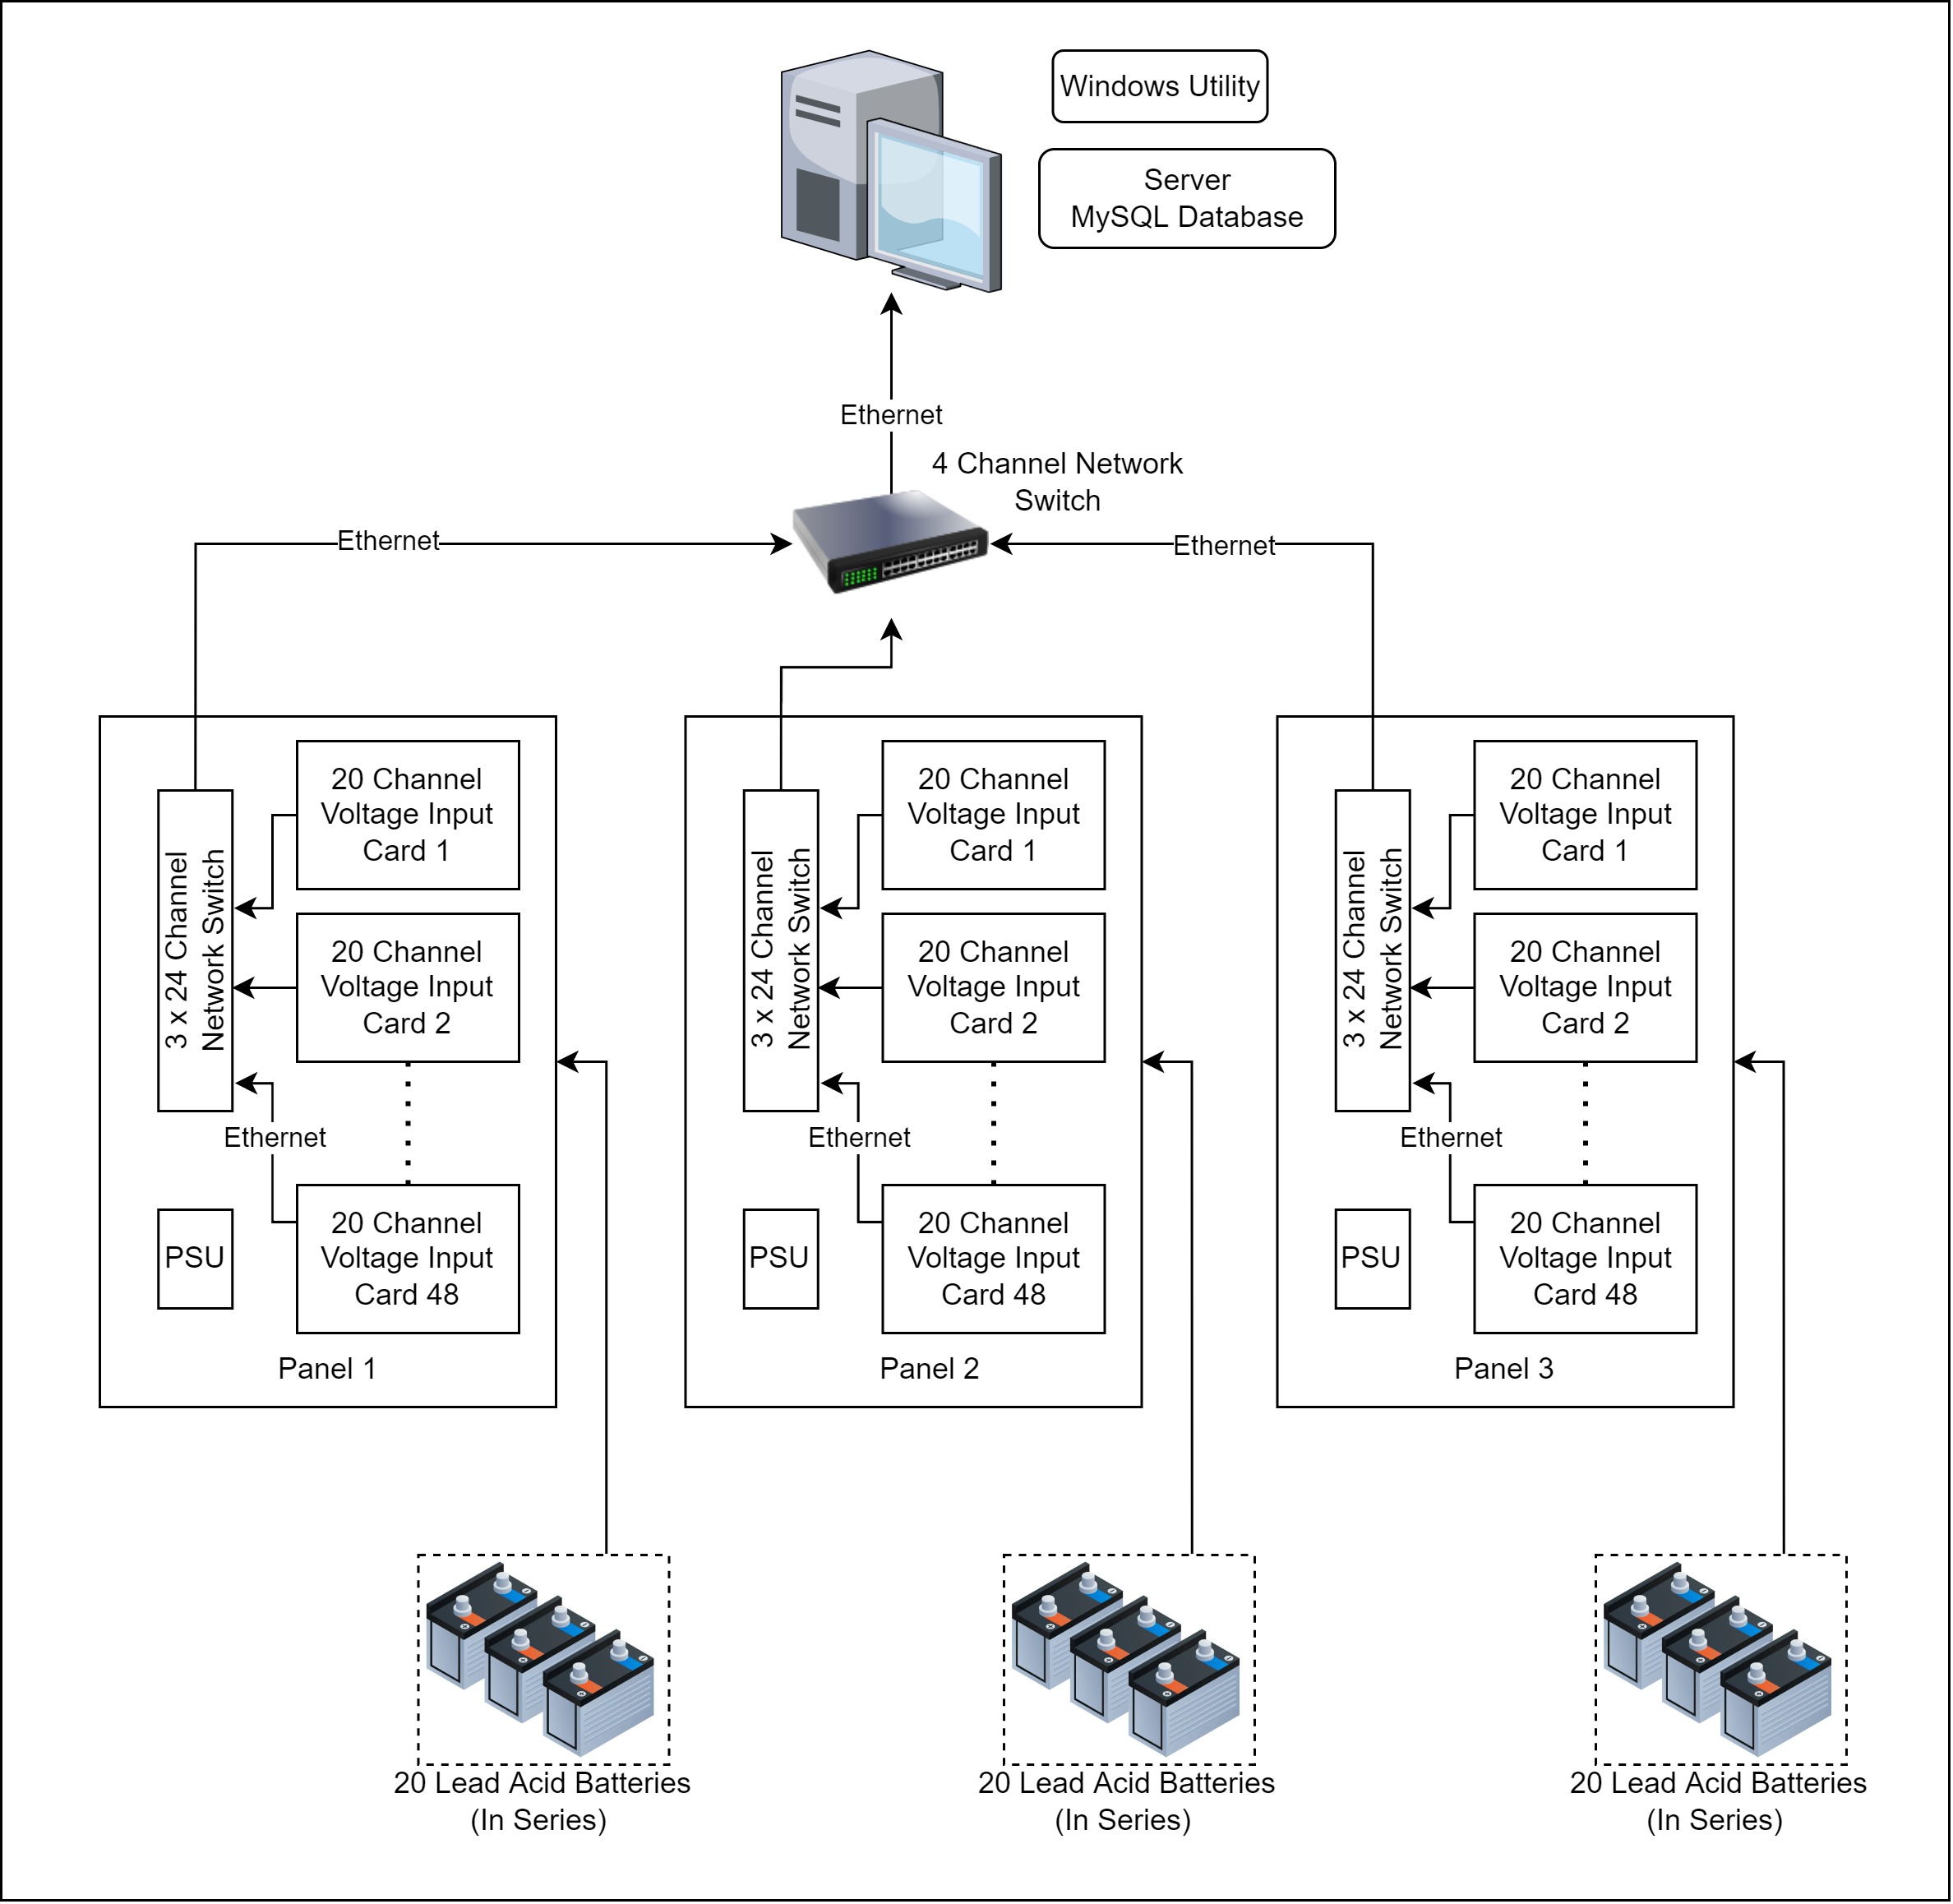 Windows Utility
Server
MySQL Database
Ethernet
4 Channel Network
Switch
Ethernet
Ethernet
3 x 24 Channel
Network Switch
20 Channel
Voltage Input
Card 1
20 Channel
Voltage Input
Card 2
Ethernet
20 Channel
Voltage Input
Card 48
PSU
Panel 1
3 x 24 Channel
Network Switch
20 Channel
Voltage Input
Card 1
20 Channel
Voltage Input
Card 2
Ethernet
20 Channel
Voltage Input
Card 48
PSU
Panel 2
3 x 24 Channel
Network Switch
20 Channel
Voltage Input
Card 1
20 Channel
Voltage Input
Card 2
Ethernet
20 Channel
Voltage Input
Card 48
PSU
Panel 3
20 Lead Acid Batteries
(In Series)
20 Lead Acid Batteries
(In Series)
20 Lead Acid Batteries
(In Series)